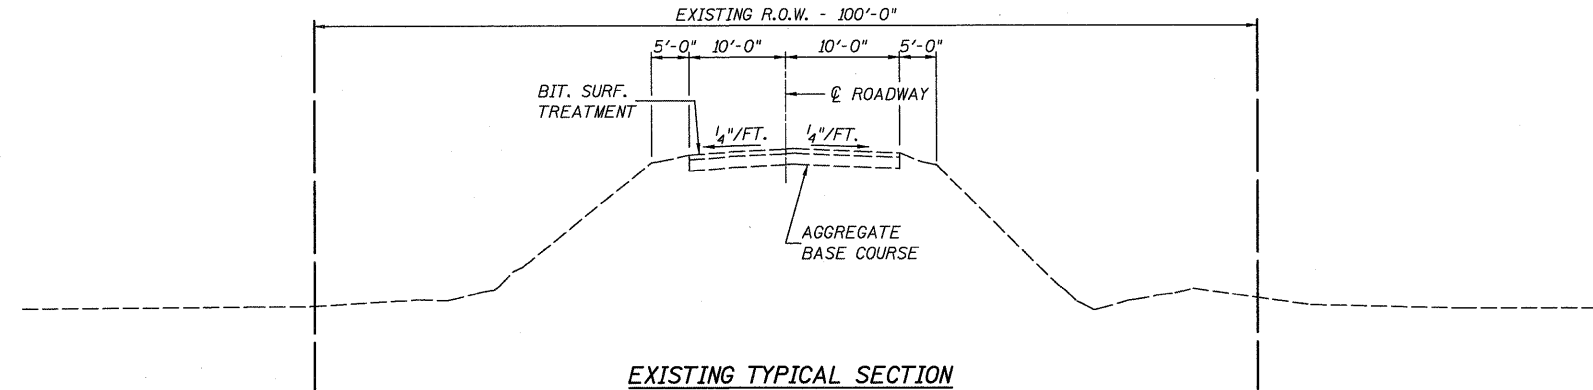 EXISTING R.O.W. - 100'-0"
5'-0" 10'-0" 10'-0" 5'-0"
BIT. SURF.
TREATMENT
℄ ROADWAY
1/4"/FT. 1/4"/FT.
AGGREGATE
BASE COURSE
EXISTING TYPICAL SECTION